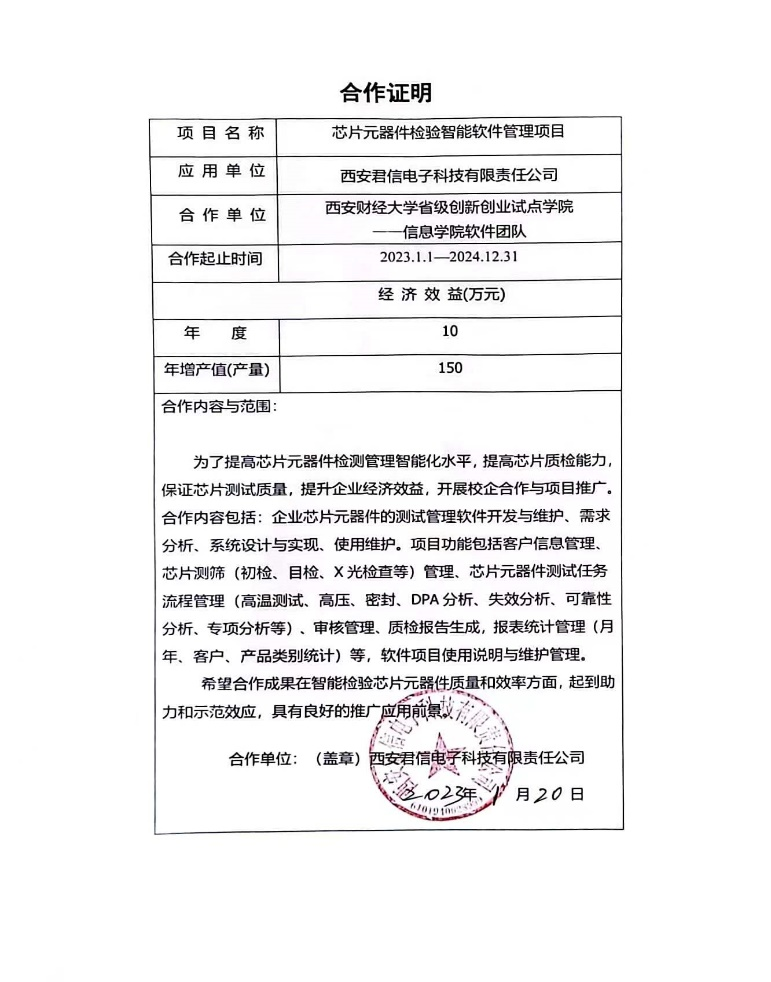 合作证明
项目名称 芯片元器件检验智能软件管理项目
应用单位 西安君信电子科技有限责任公司
合作单位 西安财经大学省级创新创业试点学院
——信息学院软件团队
合作起止时间 2023.1.1—2024.12.31
经济效益(万元)
年 度 10
年增产值(产量) 150
合作内容与范围：
为了提高芯片元器件检测管理智能化水平，提高芯片质检能力，
保证芯片测试质量，提升企业经济效益，开展校企合作与项目推广。
合作内容包括：企业芯片元器件的测试管理软件开发与维护、需求
分析、系统设计与实现、使用维护。项目功能包括客户信息管理、
芯片测筛（初检、目检、X光检查等）管理、芯片元器件测试任务
流程管理（高温测试、高压、密封、DPA分析、失效分析、可靠性
分析、专项分析等）、审核管理、质检报告生成，报表统计管理（月
年、客户、产品类别统计）等，软件项目使用说明与维护管理。
希望合作成果在智能检验芯片元器件质量和效率方面，起到助
力和示范效应，具有良好的推广应用前景。
合作单位：（盖章）西安君信电子科技有限责任公司
2023年 1 月 20 日
西安君信电子科技有限责任公司